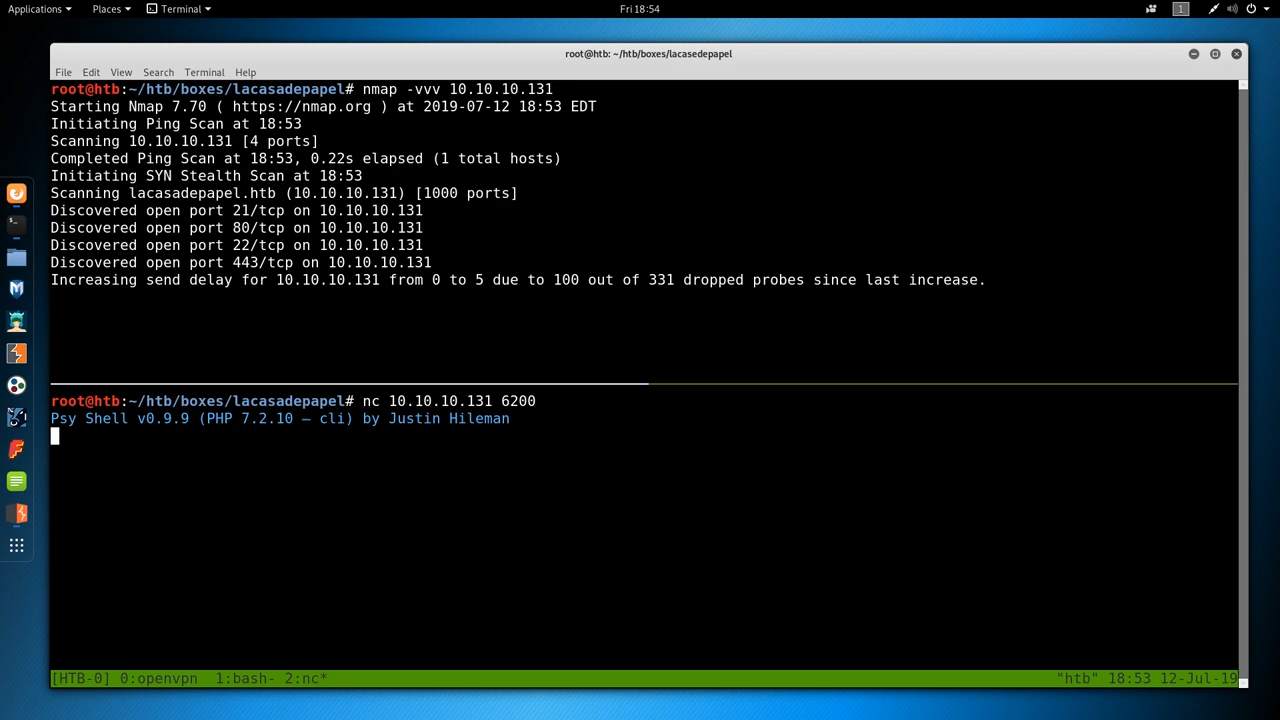 Applications Places Terminal Fri 18:54 1
root@htb: ~/htb/boxes/lacasedepapel
File Edit View Search Terminal Help
root@htb:~/htb/boxes/lacasadepapel# nmap -vvv 10.10.10.131
Starting Nmap 7.70 ( https://nmap.org ) at 2019-07-12 18:53 EDT
Initiating Ping Scan at 18:53
Scanning 10.10.10.131 [4 ports]
Completed Ping Scan at 18:53, 0.22s elapsed (1 total hosts)
Initiating SYN Stealth Scan at 18:53
Scanning lacasadepapel.htb (10.10.10.131) [1000 ports]
Discovered open port 21/tcp on 10.10.10.131
Discovered open port 80/tcp on 10.10.10.131
Discovered open port 22/tcp on 10.10.10.131
Discovered open port 443/tcp on 10.10.10.131
Increasing send delay for 10.10.10.131 from 0 to 5 due to 100 out of 331 dropped probes since last increase.
root@htb:~/htb/boxes/lacasadepapel# nc 10.10.10.131 6200
Psy Shell v0.9.9 (PHP 7.2.10 — cli) by Justin Hileman
[HTB-0] 0:openvpn 1:bash- 2:nc* "htb" 18:53 12-Jul-19